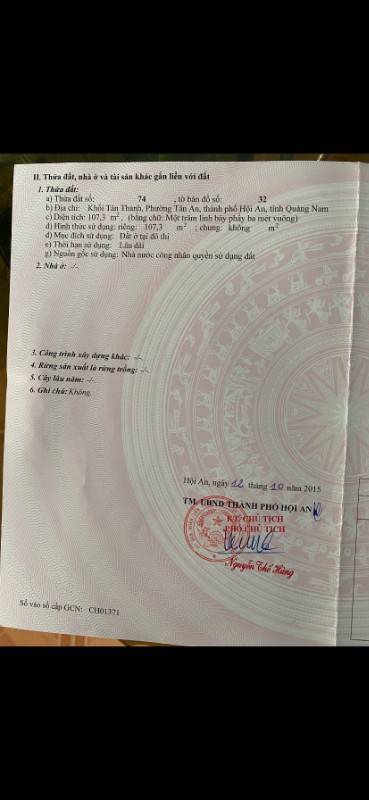 II. Thửa đất, nhà ở và tài sản khác gắn liền với đất
1. Thửa đất:
a) Thửa đất số: 74 , tờ bản đồ số: 32
b) Địa chỉ: Khối Tân Thanh, Phường Tân An, thành phố Hội An, tỉnh Quảng Nam
c) Diện tích: 107,3 m². (bằng chữ: Một trăm linh bảy phẩy ba mét vuông)
d) Hình thức sử dụng: riêng: 107,3 m² ; chung: không m²
đ) Mục đích sử dụng: Đất ở tại đô thị
e) Thời hạn sử dụng: Lâu dài
g) Nguồn gốc sử dụng: Nhà nước công nhận quyền sử dụng đất
2. Nhà ở: -/-
3. Công trình xây dựng khác: -/-
4. Rừng sản xuất là rừng trồng: -/-
5. Cây lâu năm: -/-
6. Ghi chú: Không.
Hội An, ngày 12 tháng 10 năm 2015
TM. UBND THÀNH PHỐ HỘI AN
KT. CHỦ TỊCH
PHÓ CHỦ TỊCH
Nguyễn Thế Hùng
Số vào sổ cấp GCN: CH01371